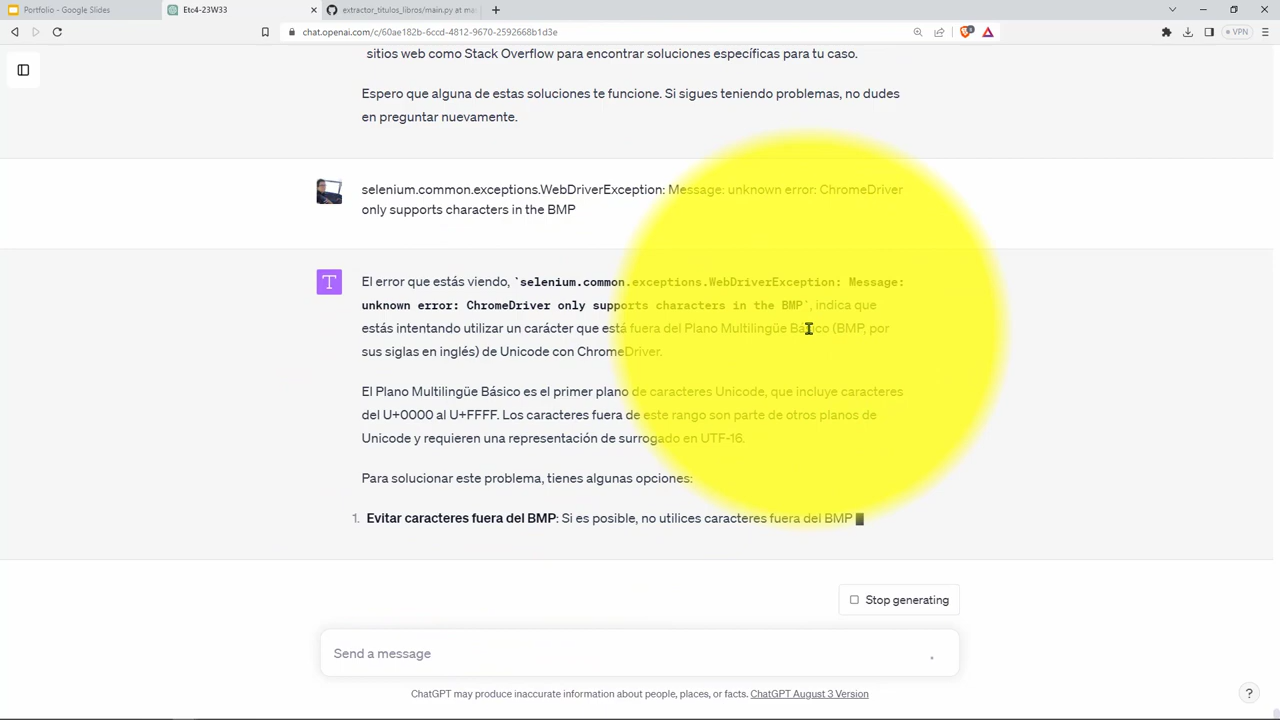 Portfolio - Google Slides
Etc4-23W33
extractor_titulos_libros/main.py at ma
chat.openai.com/c/60ae182b-6ccd-4812-9670-2592668b1d3e
VPN
sitios web como Stack Overflow para encontrar soluciones específicas para tu caso.
Espero que alguna de estas soluciones te funcione. Si sigues teniendo problemas, no dudes
en preguntar nuevamente.
selenium.common.exceptions.WebDriverException: Message: unknown error: ChromeDriver
only supports characters in the BMP
T
El error que estás viendo, `selenium.common.exceptions.WebDriverException: Message:
unknown error: ChromeDriver only supports characters in the BMP`, indica que
estás intentando utilizar un carácter que está fuera del Plano Multilingüe Básico (BMP, por
sus siglas en inglés) de Unicode con ChromeDriver.
El Plano Multilingüe Básico es el primer plano de caracteres Unicode, que incluye caracteres
del U+0000 al U+FFFF. Los caracteres fuera de este rango son parte de otros planos de
Unicode y requieren una representación de surrogado en UTF-16.
Para solucionar este problema, tienes algunas opciones:
1. Evitar caracteres fuera del BMP: Si es posible, no utilices caracteres fuera del BMP
Stop generating
Send a message
ChatGPT may produce inaccurate information about people, places, or facts. ChatGPT August 3 Version
?